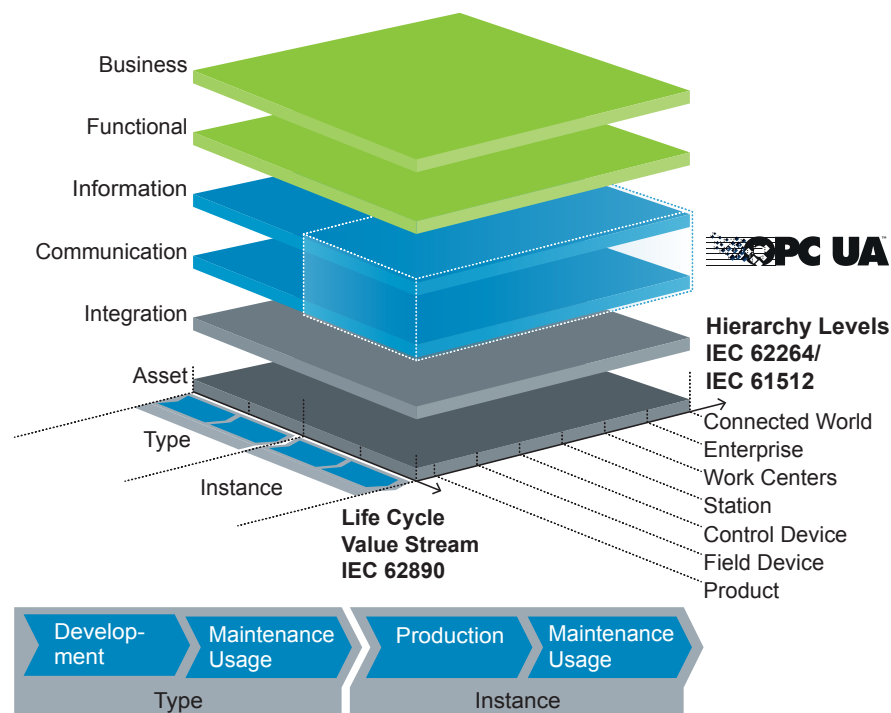 Business
Functional
Information
Communication
OPC UA™
Integration
Hierarchy Levels
IEC 62264/
IEC 61512
Asset
Type
Instance
Connected World
Enterprise
Work Centers
Station
Control Device
Field Device
Product
Life Cycle
Value Stream
IEC 62890
Develop-
ment
Maintenance
Usage
Production
Maintenance
Usage
Type
Instance